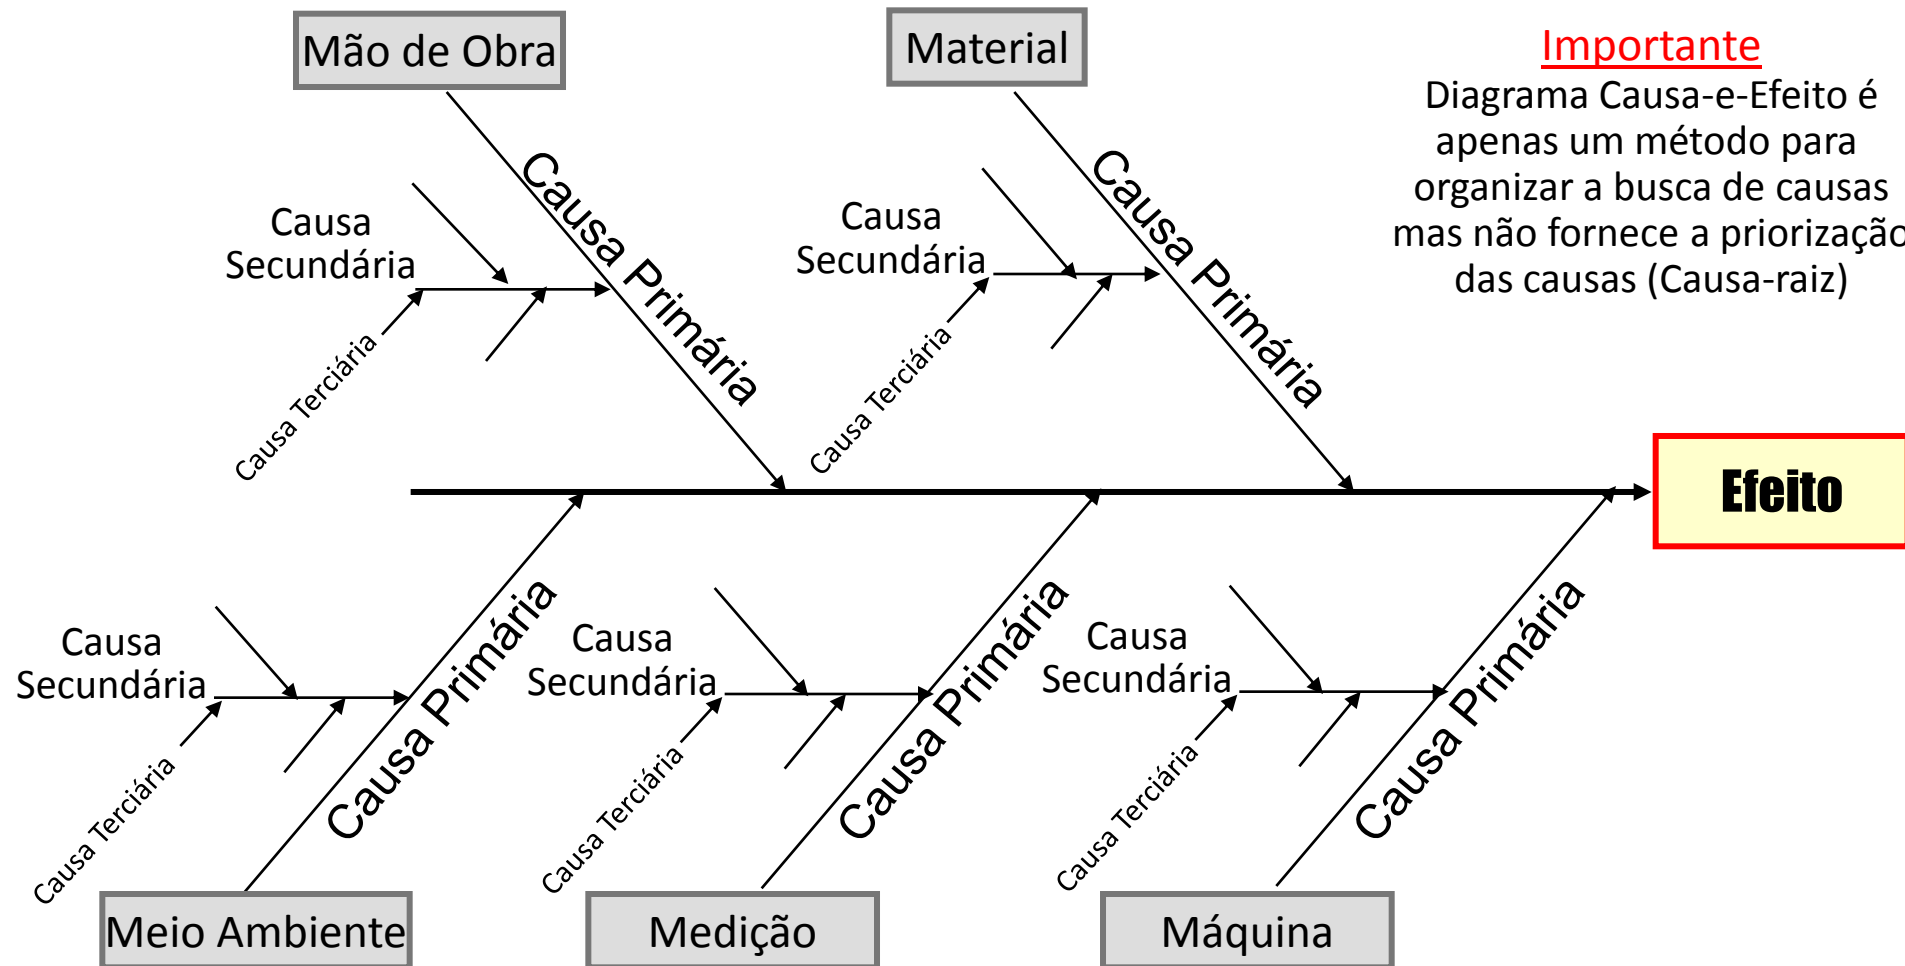 Mão de Obra
Material
Importante
Diagrama Causa-e-Efeito é
apenas um método para
organizar a busca de causas
mas não fornece a priorização
das causas (Causa-raiz)
Causa Primária
Causa
Secundária
Causa Terciária
Causa Primária
Causa
Secundária
Causa Terciária
Efeito
Causa
Secundária
Causa Terciária
Causa Primária
Causa
Secundária
Causa Terciária
Causa Primária
Causa
Secundária
Causa Terciária
Causa Primária
Meio Ambiente
Medição
Máquina